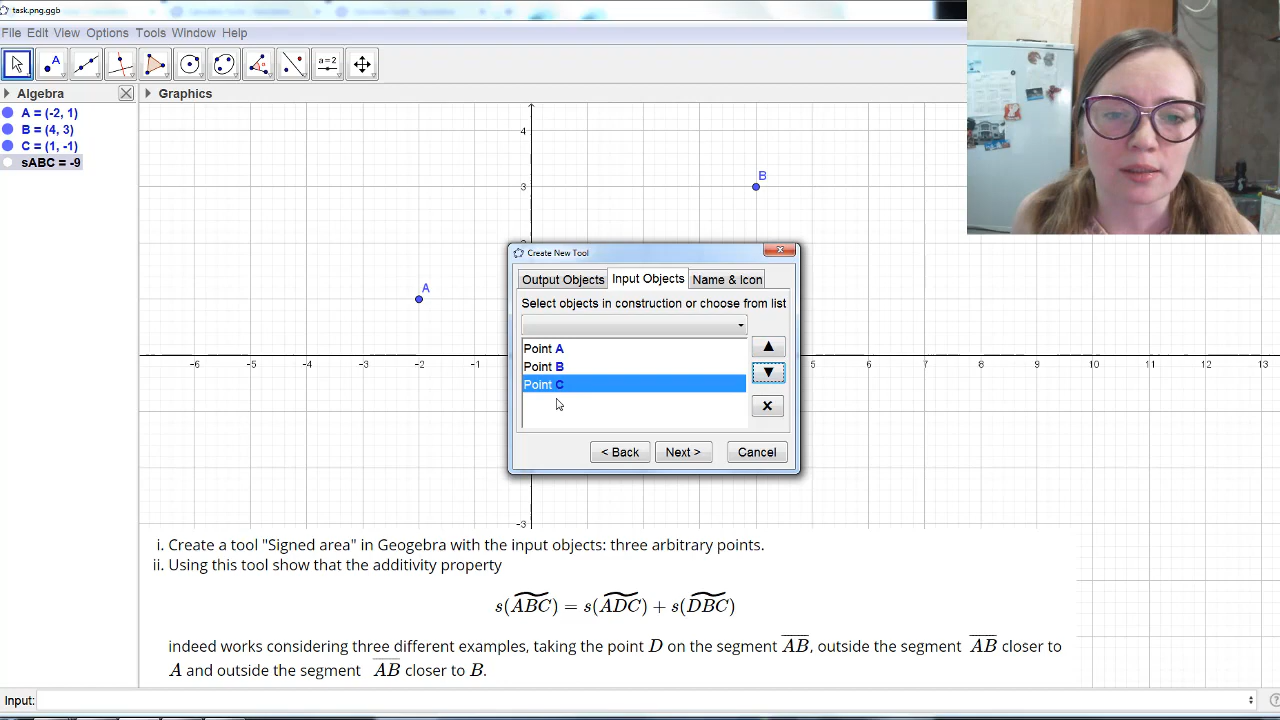 task.png.ggb
File Edit View Options Tools Window Help
A
a=2
Algebra
Graphics
A = (-2, 1)
B = (4, 3)
C = (1, -1)
sABC = -9
4
3
B
A
-6
-4
-2
5
6
7
8
9
10
11
12
13
-3
Create New Tool
Output Objects
Input Objects
Name & Icon
Select objects in construction or choose from list
Point A
Point B
Point C
< Back
Next >
Cancel
i. Create a tool "Signed area" in Geogebra with the input objects: three arbitrary points.
ii. Using this tool show that the additivity property
s(ABC) = s(ADC) + s(DBC)
indeed works considering three different examples, taking the point D on the segment AB, outside the segment AB closer to
A and outside the segment AB closer to B.
Input: